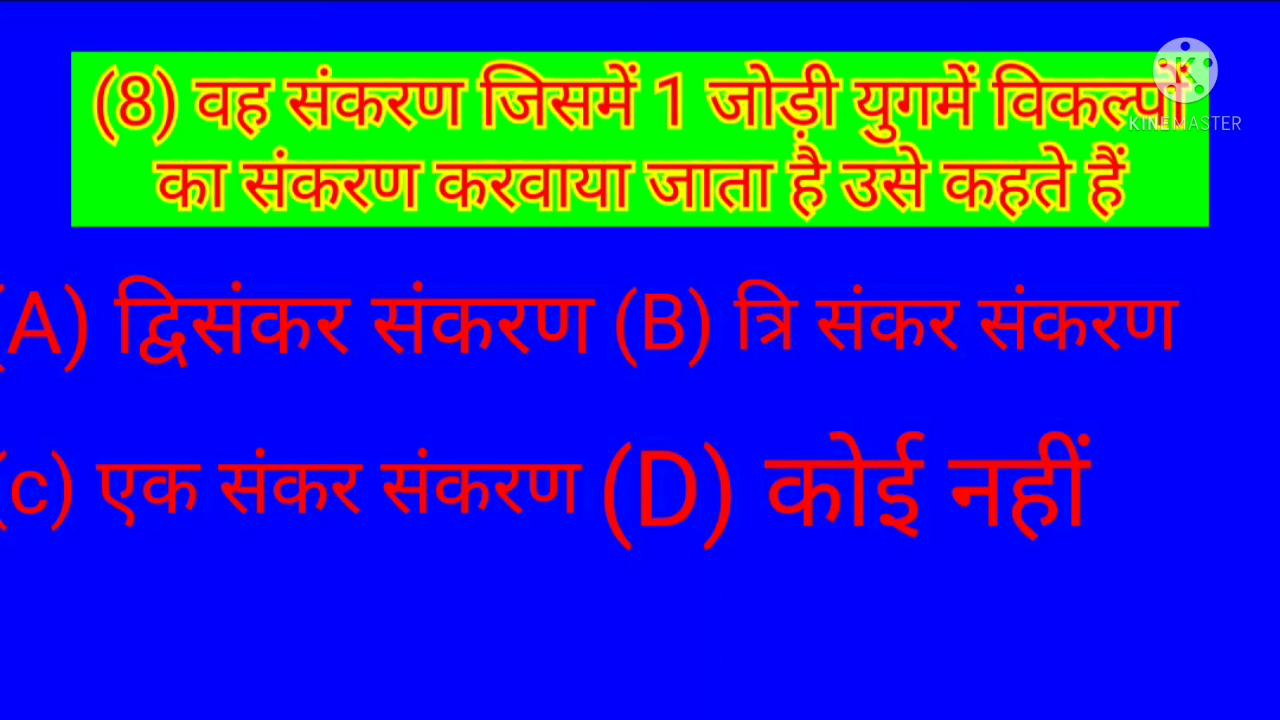 (8) वह संकरण जिसमें 1 जोड़ी युगमें विकल्पों
का संकरण करवाया जाता है उसे कहते हैं
K
KINEMASTER
(A) द्विसंकर संकरण (B) त्रि संकर संकरण
(c) एक संकर संकरण (D) कोई नहीं